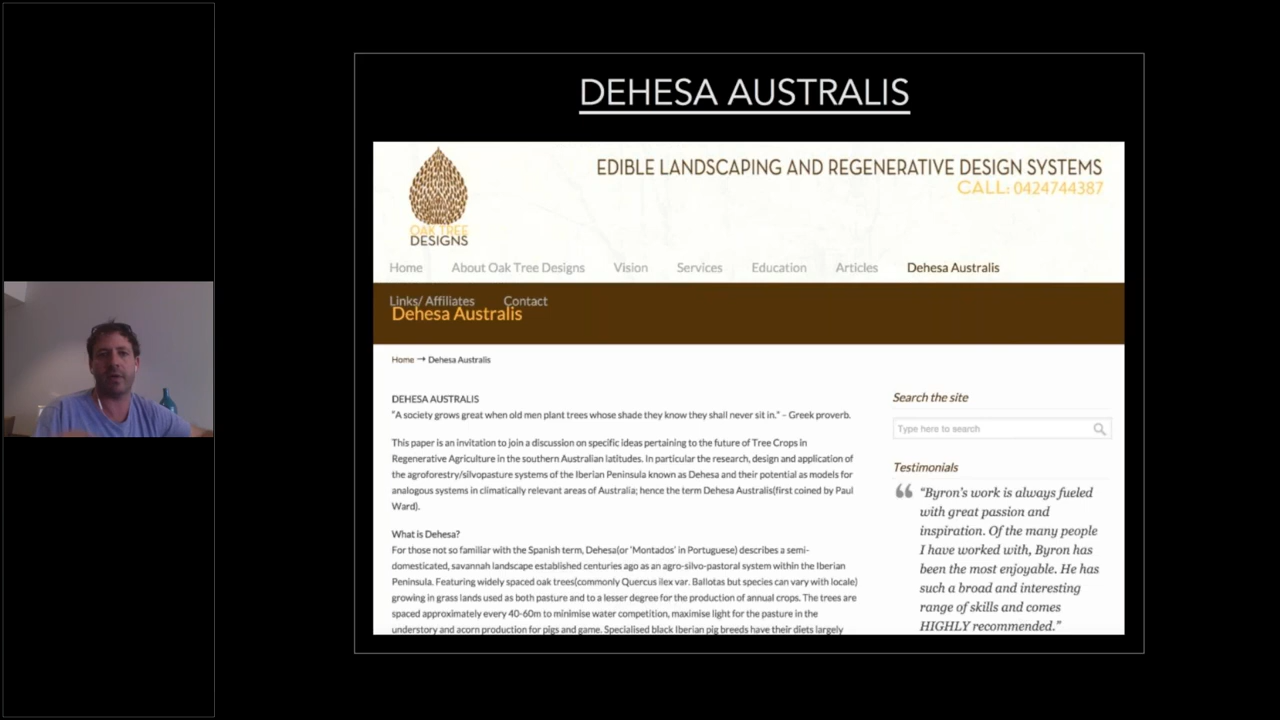 DEHESA AUSTRALIS
EDIBLE LANDSCAPING AND REGENERATIVE DESIGN SYSTEMS
CALL: 0424744387
OAK TREE
DESIGNS
Home About Oak Tree Designs Vision Services Education Articles Dehesa Australis
Links/ Affiliates Contact
Dehesa Australis
Home → Dehesa Australis
DEHESA AUSTRALIS
"A society grows great when old men plant trees whose shade they know they shall never sit in." – Greek proverb.
This paper is an invitation to join a discussion on specific ideas pertaining to the future of Tree Crops in
Regenerative Agriculture in the southern Australian latitudes. In particular the research, design and application of
the agroforestry/silvopasture systems of the Iberian Peninsula known as Dehesa and their potential as models for
analogous systems in climatically relevant areas of Australia; hence the term Dehesa Australis(first coined by Paul
Ward).
What is Dehesa?
For those not so familiar with the Spanish term, Dehesa(or 'Montados' in Portuguese) describes a semi-
domesticated, savannah landscape established centuries ago as an agro-silvo-pastoral system within the Iberian
Peninsula. Featuring widely spaced oak trees(commonly Quercus ilex var. Ballotas but species can vary with locale)
growing in grass lands used as both pasture and to a lesser degree for the production of annual crops. The trees are
spaced approximately every 40-60m to minimise water competition, maximise light for the pasture in the
understory and acorn production for pigs and game. Specialised black Iberian pig breeds have their diets largely
Search the site
Type here to search
Testimonials
"Byron's work is always fueled
with great passion and
inspiration. Of the many people
I have worked with, Byron has
been the most enjoyable. He has
such a broad and interesting
range of skills and comes
HIGHLY recommended."